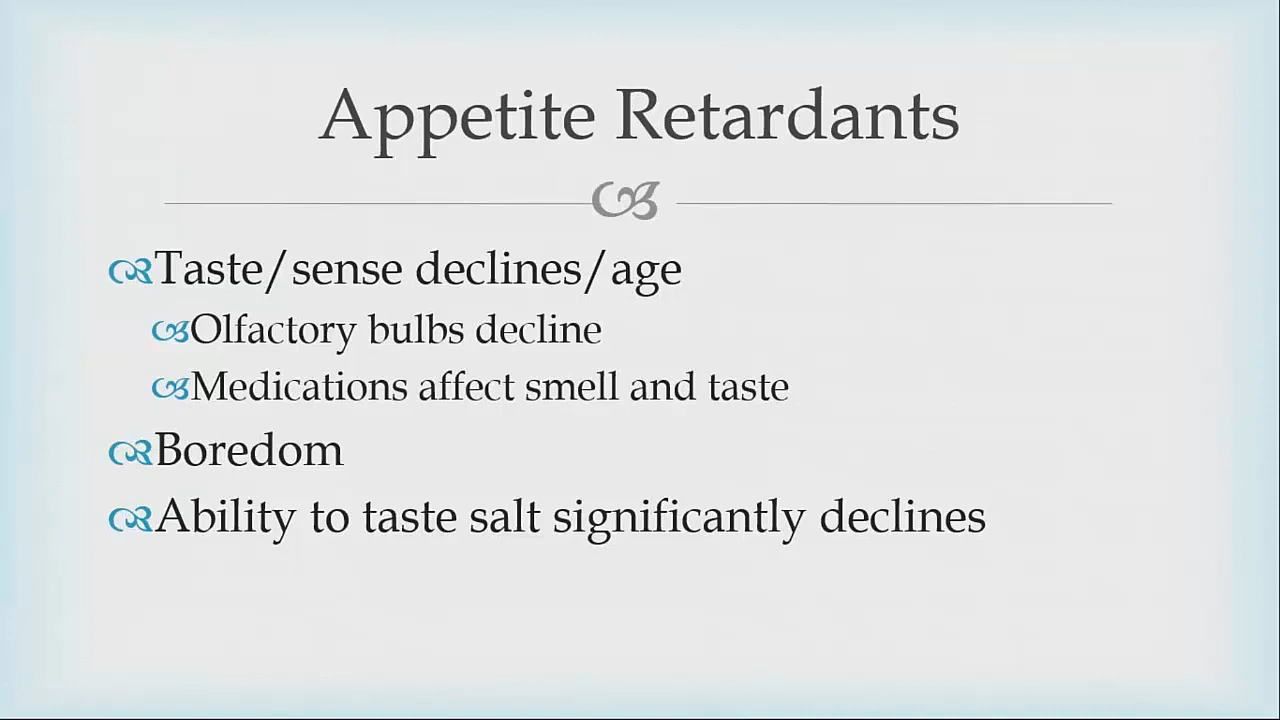 Appetite Retardants
Taste/sense declines/age
Olfactory bulbs decline
Medications affect smell and taste
Boredom
Ability to taste salt significantly declines